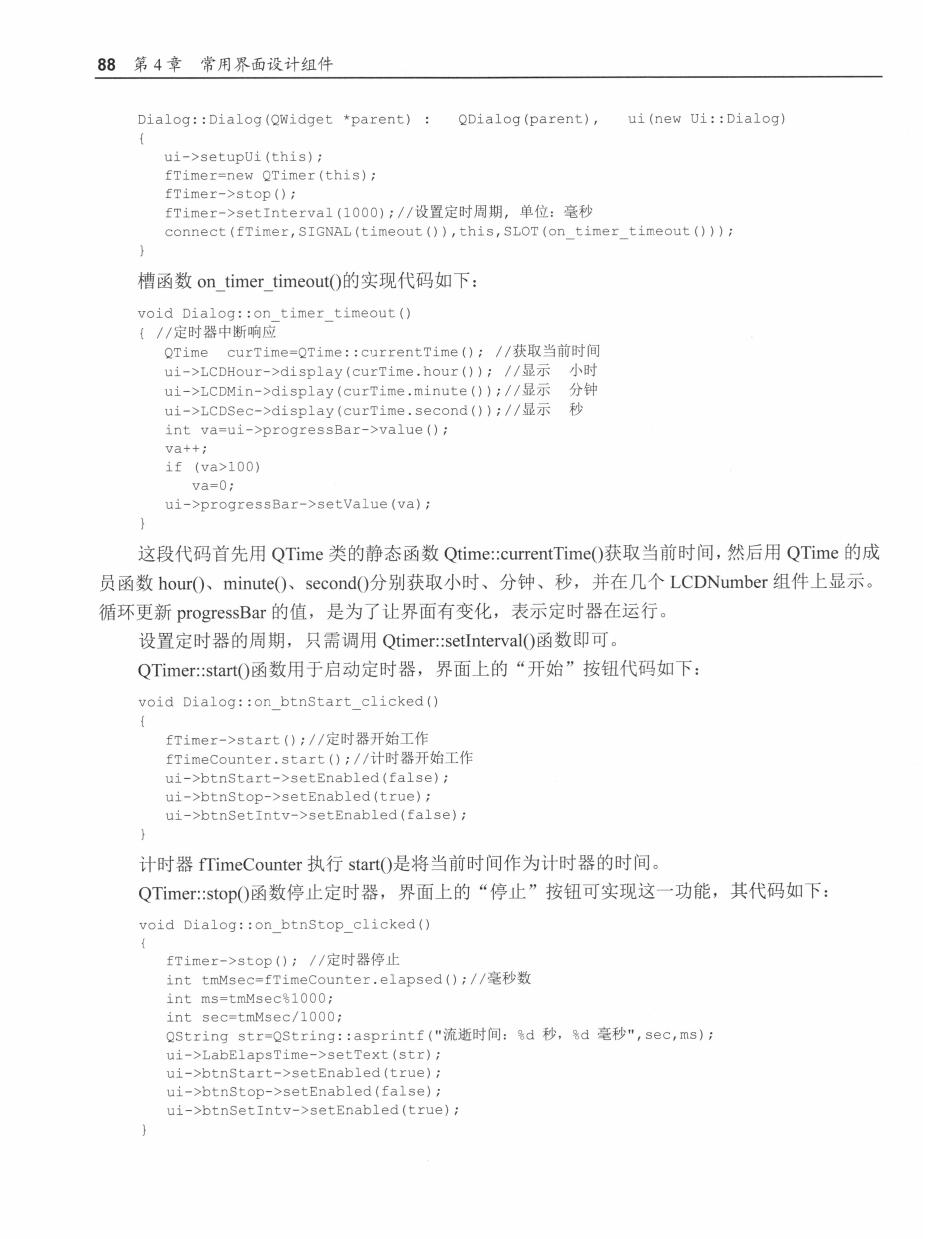 88 第 4 章 常用界面设计组件
Dialog::Dialog(QWidget *parent) : QDialog(parent), ui(new Ui::Dialog)
{
ui->setupUi(this);
fTimer=new QTimer(this);
fTimer->stop();
fTimer->setInterval(1000);//设置定时周期, 单位：毫秒
connect(fTimer,SIGNAL(timeout()),this,SLOT(on_timer_timeout()));
}
槽函数 on_timer_timeout()的实现代码如下：
void Dialog::on_timer_timeout()
{ //定时器中断响应
QTime curTime=QTime::currentTime(); //获取当前时间
ui->LCDHour->display(curTime.hour()); //显示 小时
ui->LCDMin->display(curTime.minute());//显示 分钟
ui->LCDSec->display(curTime.second());//显示 秒
int va=ui->progressBar->value();
va++;
if (va>100)
va=0;
ui->progressBar->setValue(va);
}
这段代码首先用 QTime 类的静态函数 Qtime::currentTime()获取当前时间，然后用 QTime 的成
员函数 hour()、minute()、second()分别获取小时、分钟、秒，并在几个 LCDNumber 组件上显示。
循环更新 progressBar 的值，是为了让界面有变化，表示定时器在运行。
设置定时器的周期，只需调用 Qtimer::setInterval()函数即可。
QTimer::start()函数用于启动定时器，界面上的“开始”按钮代码如下：
void Dialog::on_btnStart_clicked()
{
fTimer->start();//定时器开始工作
fTimeCounter.start();//计时器开始工作
ui->btnStart->setEnabled(false);
ui->btnStop->setEnabled(true);
ui->btnSetIntv->setEnabled(false);
}
计时器 fTimeCounter 执行 start()是将当前时间作为计时器的时间。
QTimer::stop()函数停止定时器，界面上的“停止”按钮可实现这一功能，其代码如下：
void Dialog::on_btnStop_clicked()
{
fTimer->stop(); //定时器停止
int tmMsec=fTimeCounter.elapsed();//毫秒数
int ms=tmMsec%1000;
int sec=tmMsec/1000;
QString str=QString::asprintf("流逝时间：%d 秒，%d 毫秒",sec,ms);
ui->LabElapsTime->setText(str);
ui->btnStart->setEnabled(true);
ui->btnStop->setEnabled(false);
ui->btnSetIntv->setEnabled(true);
}